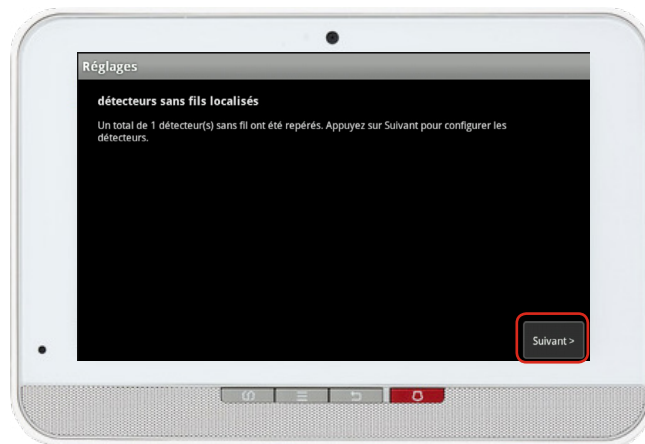 Réglages
détecteurs sans fils localisés
Un total de 1 détecteur(s) sans fil ont été repérés. Appuyez sur Suivant pour configurer les
détecteurs.
Suivant >